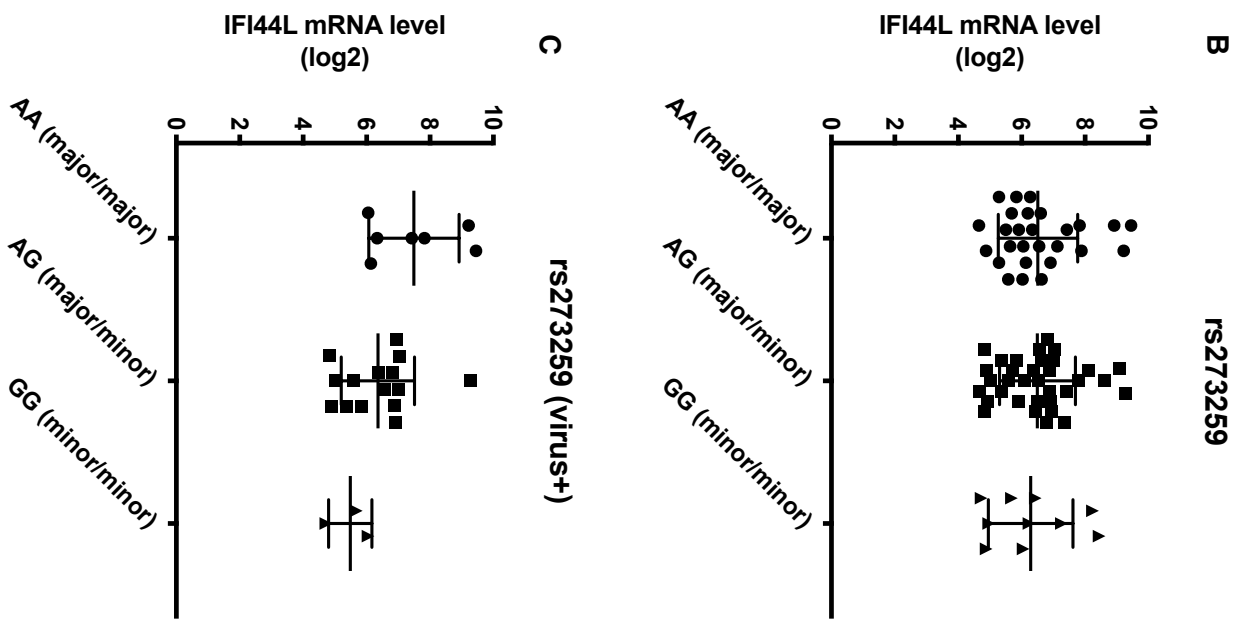 B
rs273259
IFI44L mRNA level
(log2)
10
8
6
4
2
0
AA (major/major)
AG (major/minor)
GG (minor/minor)
C
rs273259 (virus+)
IFI44L mRNA level
(log2)
10
8
6
4
2
0
AA (major/major)
AG (major/minor)
GG (minor/minor)